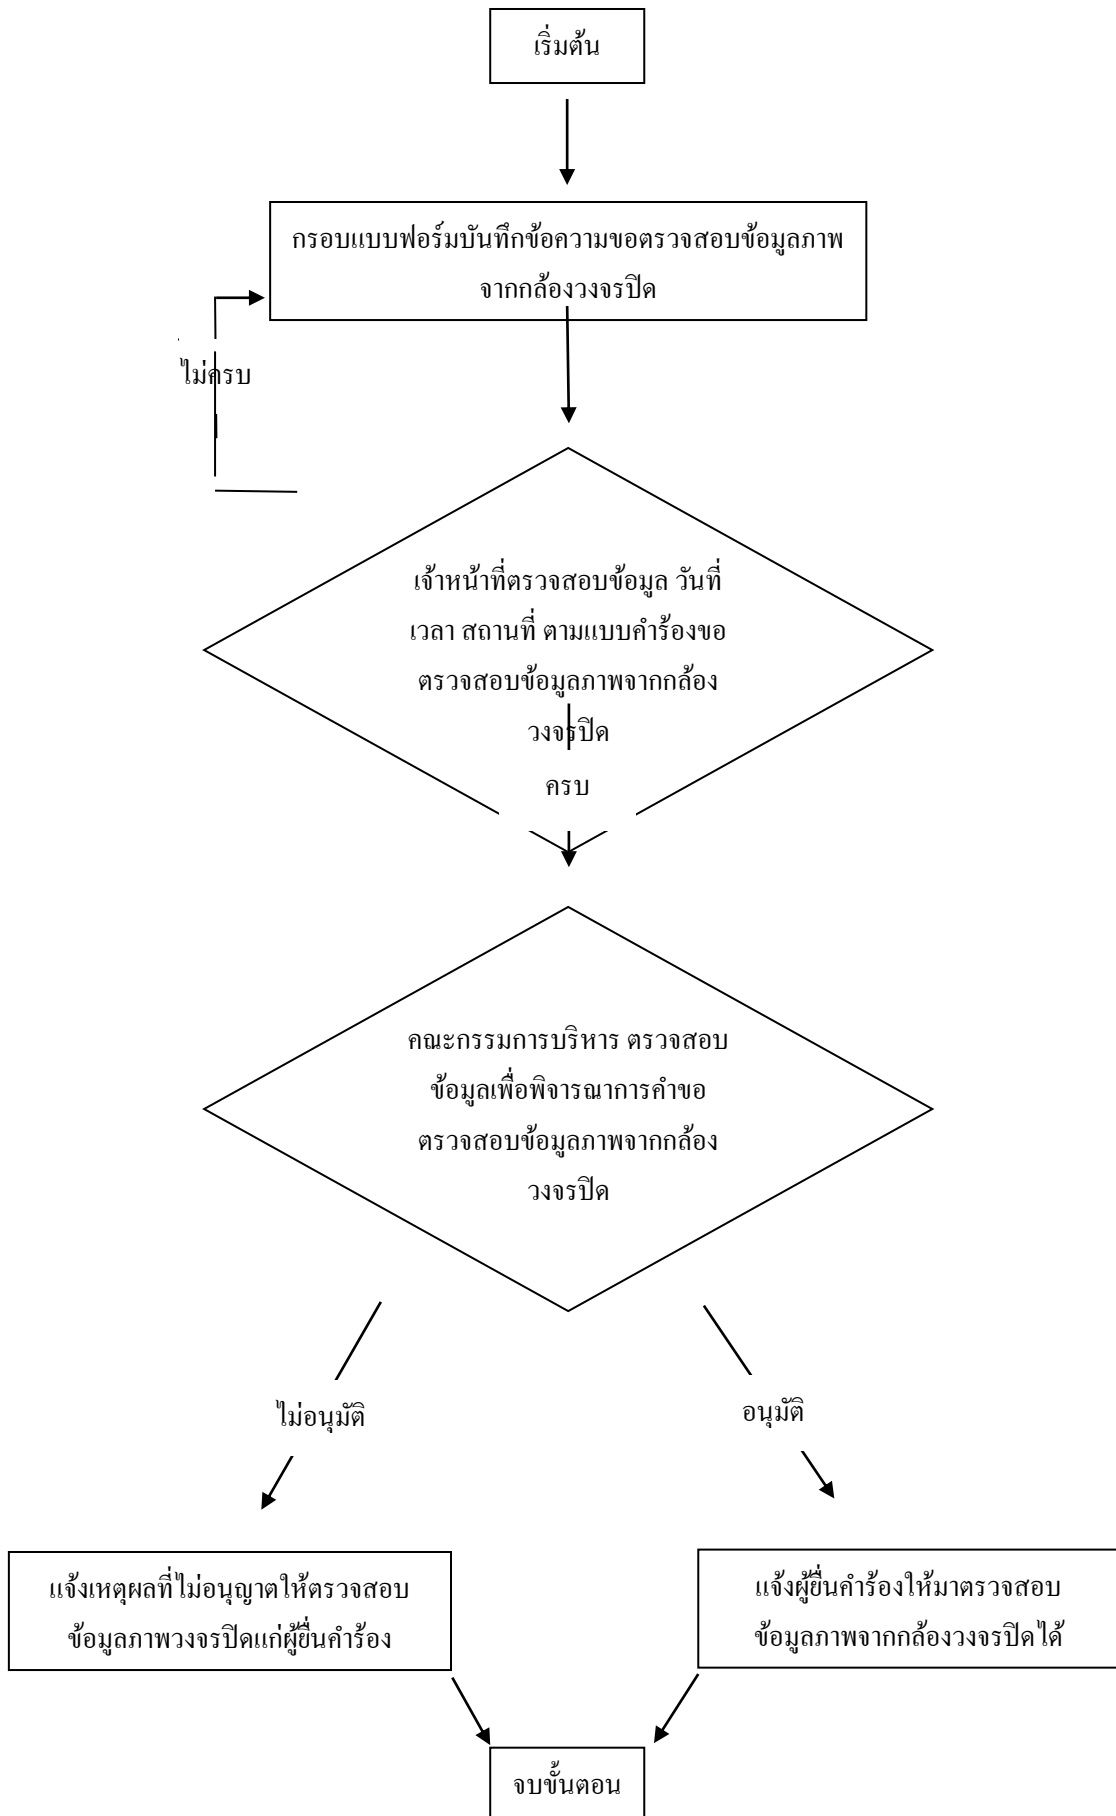 เริ่มต้น
กรอบแบบฟอร์มบันทึกข้อความขอตรวจสอบข้อมูลภาพ
จากกล้องวงจรปิด
ไม่ครบ
เจ้าหน้าที่ตรวจสอบข้อมูล วันที่
เวลา สถานที่ ตามแบบคำร้องขอ
ตรวจสอบข้อมูลภาพจากกล้อง
วงจรปิด
ครบ
คณะกรรมการบริหาร ตรวจสอบ
ข้อมูลเพื่อพิจารณาการคำขอ
ตรวจสอบข้อมูลภาพจากกล้อง
วงจรปิด
ไม่อนุมัติ
อนุมัติ
แจ้งเหตุผลที่ไม่อนุญาตให้ตรวจสอบ
ข้อมูลภาพวงจรปิดแก่ผู้ยื่นคำร้อง
แจ้งผู้ยื่นคำร้องให้มาตรวจสอบ
ข้อมูลภาพจากกล้องวงจรปิดได้
จบขั้นตอน